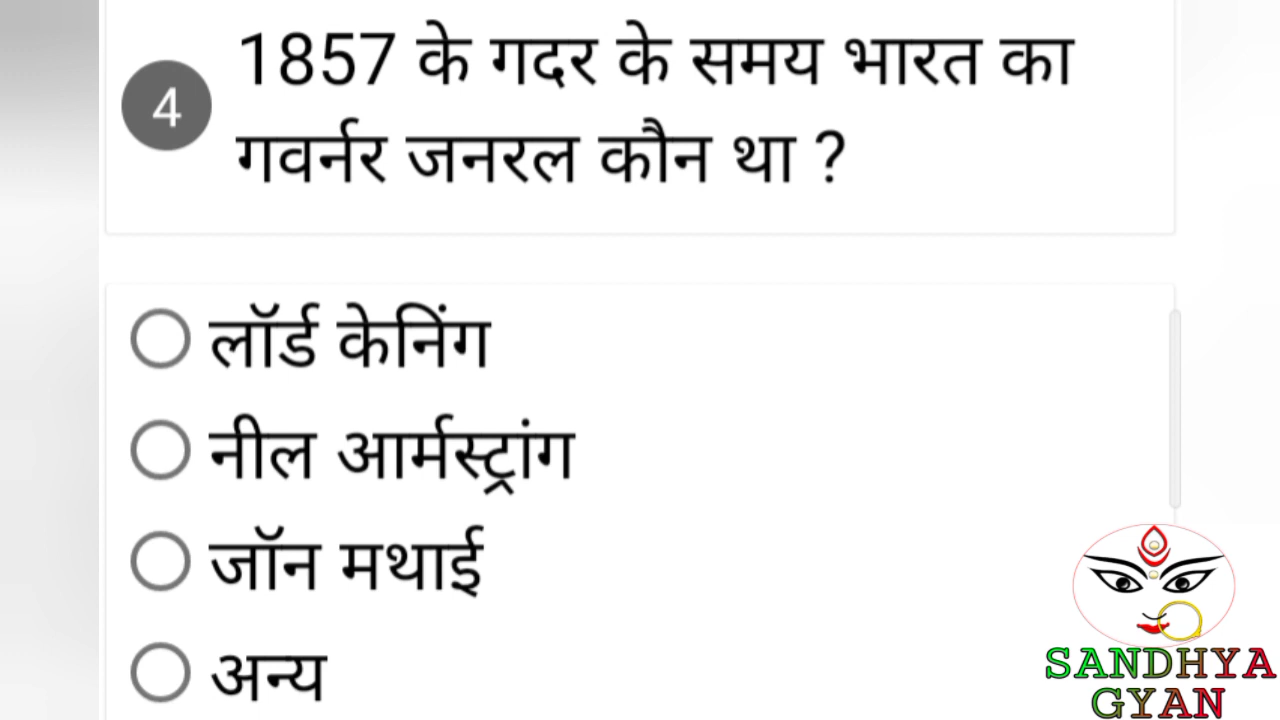 4
1857 के गदर के समय भारत का
गवर्नर जनरल कौन था ?
लॉर्ड केनिंग
नील आर्मस्ट्रांग
जॉन मथाई
अन्य
SANDHYA
GYAN